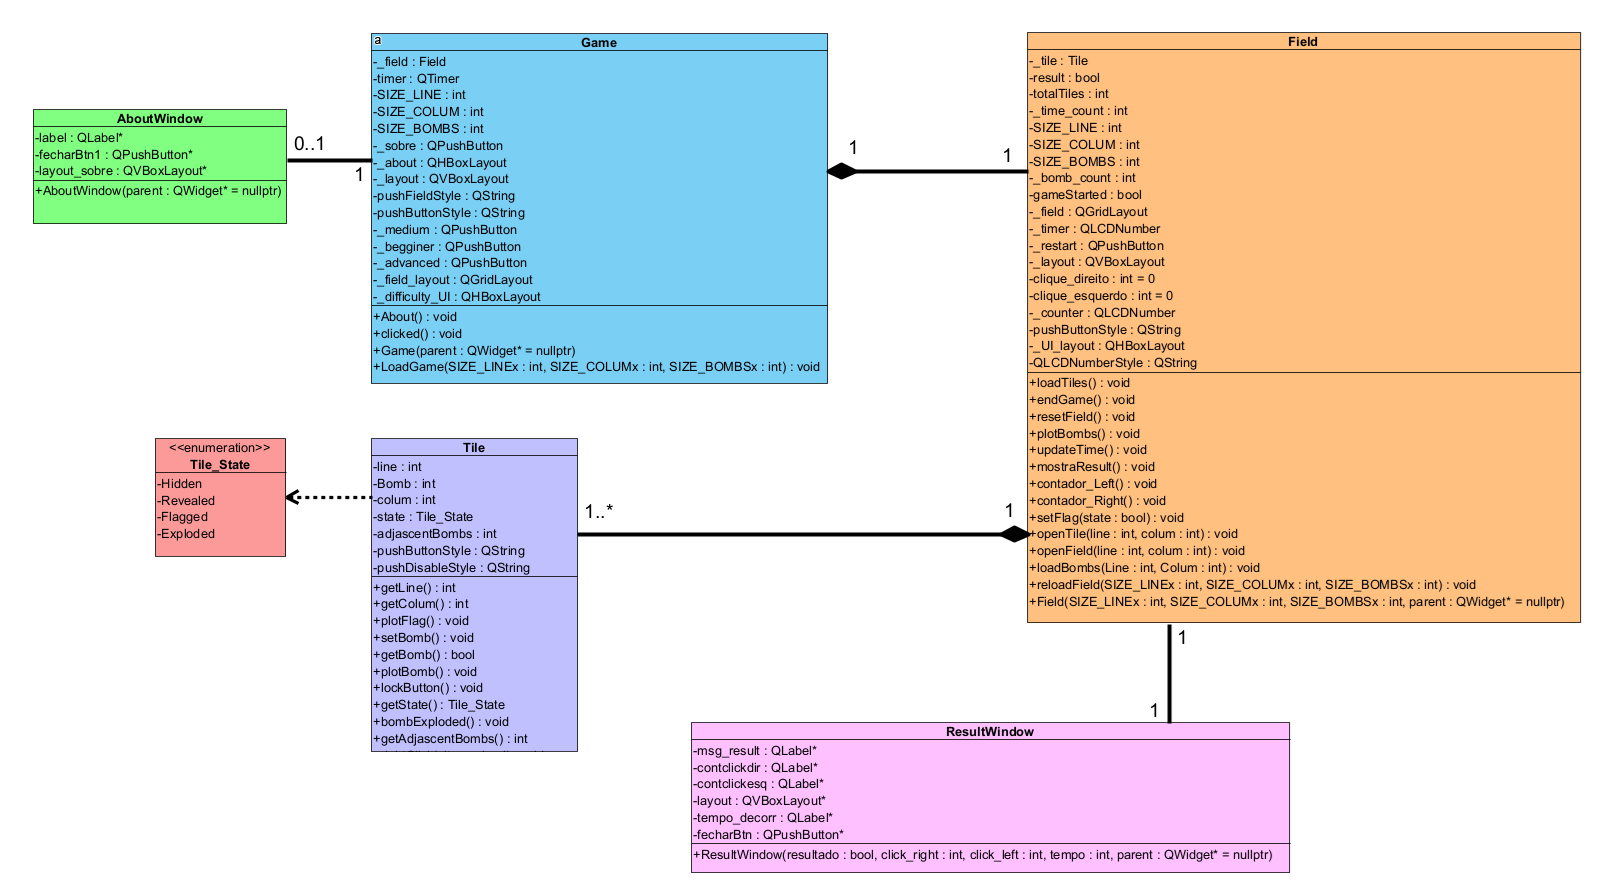 AboutWindow
-label : QLabel*
-fecharBtn1 : QPushButton*
-layout_sobre : QVBoxLayout*
+AboutWindow(parent : QWidget* = nullptr)
0..1
1
a
Game
-_field : Field
-timer : QTimer
-SIZE_LINE : int
-SIZE_COLUM : int
-SIZE_BOMBS : int
-_sobre : QPushButton
-_about : QHBoxLayout
-_layout : QVBoxLayout
-pushFieldStyle : QString
-pushButtonStyle : QString
-_medium : QPushButton
-_begginer : QPushButton
-_advanced : QPushButton
-_field_layout : QGridLayout
-_difficulty_UI : QHBoxLayout
+About() : void
+clicked() : void
+Game(parent : QWidget* = nullptr)
+LoadGame(SIZE_LINEx : int, SIZE_COLUMx : int, SIZE_BOMBSx : int) : void
1
1
Field
-_tile : Tile
-result : bool
-totalTiles : int
-_time_count : int
-SIZE_LINE : int
-SIZE_COLUM : int
-SIZE_BOMBS : int
-_bomb_count : int
-gameStarted : bool
-_field : QGridLayout
-_timer : QLCDNumber
-_restart : QPushButton
-_layout : QVBoxLayout
-clique_direito : int = 0
-clique_esquerdo : int = 0
-_counter : QLCDNumber
-pushButtonStyle : QString
-_UI_layout : QHBoxLayout
-QLCDNumberStyle : QString
+loadTiles() : void
+endGame() : void
+resetField() : void
+plotBombs() : void
+updateTime() : void
+mostraResult() : void
+contador_Left() : void
+contador_Right() : void
+setFlag(state : bool) : void
+openTile(line : int, colum : int) : void
+openField(line : int, colum : int) : void
+loadBombs(Line : int, Colum : int) : void
+reloadField(SIZE_LINEx : int, SIZE_COLUMx : int, SIZE_BOMBSx : int) : void
+Field(SIZE_LINEx : int, SIZE_COLUMx : int, SIZE_BOMBSx : int, parent : QWidget* = nullptr)
<<enumeration>>
Tile_State
-Hidden
-Revealed
-Flagged
-Exploded
Tile
-line : int
-Bomb : int
-colum : int
-state : Tile_State
-adjascentBombs : int
-pushButtonStyle : QString
-pushDisableStyle : QString
+getLine() : int
+getColum() : int
+plotFlag() : void
+setBomb() : void
+getBomb() : bool
+plotBomb() : void
+lockButton() : void
+getState() : Tile_State
+bombExploded() : void
+getAdjascentBombs() : int
1..*
1
1
1
ResultWindow
-msg_result : QLabel*
-contclickdir : QLabel*
-contclickesq : QLabel*
-layout : QVBoxLayout*
-tempo_decorr : QLabel*
-fecharBtn : QPushButton*
+ResultWindow(resultado : bool, click_right : int, click_left : int, tempo : int, parent : QWidget* = nullptr)